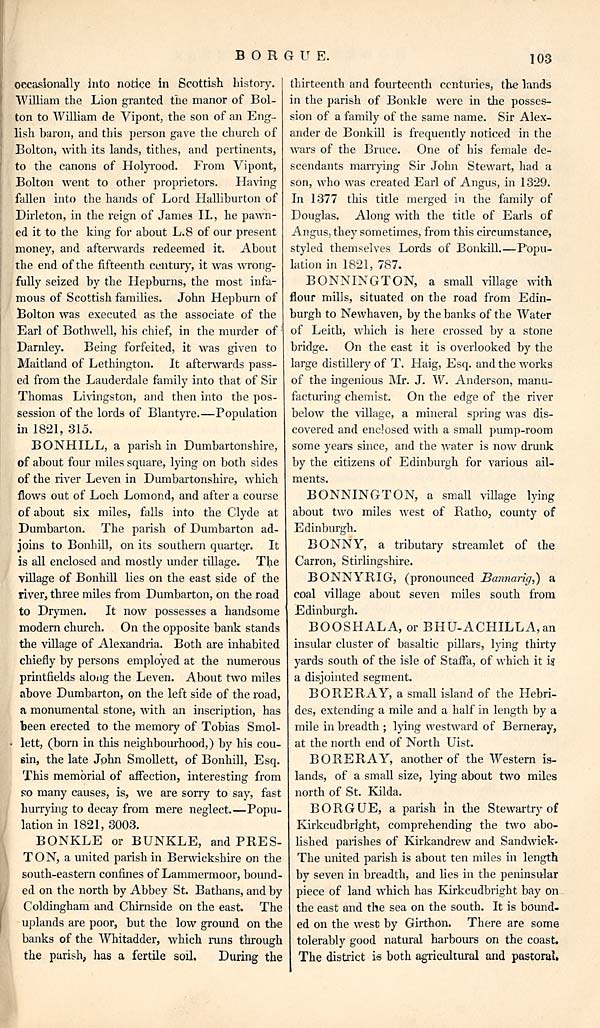 BORGUE.
103
occasionally into notice in Scottish history.
William the Lion granted the manor of Bol-
ton to William de Vipont, the son of an Eng-
lish baron, and this person gave the church of
Bolton, with its lands, tithes, and pertinents,
to the canons of Holyrood. From Vipont,
Bolton went to other proprietors. Having
fallen into the hands of Lord Halliburton of
Dirleton, in the reign of James II., he pawn-
ed it to the king for about L.8 of our present
money, and afterwards redeemed it. About
the end of the fifteenth century, it was wrong-
fully seized by the Hepburns, the most infa-
mous of Scottish families. John Hepburn of
Bolton was executed as the associate of the
Earl of Bothwell, his chief, in the murder of
Darnley. Being forfeited, it was given to
Maitland of Lethington. It afterwards pass-
ed from the Lauderdale family into that of Sir
Thomas Livingston, and then into the pos-
session of the lords of Blantyre.—Population
in 1821, 315.
BONHILL, a parish in Dumbartonshire,
of about four miles square, lying on both sides
of the river Leven in Dumbartonshire, which
flows out of Loch Lomond, and after a course
of about six miles, falls into the Clyde at
Dumbarton. The parish of Dumbarton ad-
joins to Bonhill, on its southern quarter. It
is all enclosed and mostly under tillage. The
village of Bonhill lies on the east side of the
river, three miles from Dumbarton, on the road
to Drymen. It now possesses a handsome
modern church. On the opposite bank stands
the village of Alexandria. Both are inhabited
chiefly by persons employed at the numerous
printfields along the Leven. About two miles
above Dumbarton, on the left side of the road,
a monumental stone, with an inscription, has
been erected to the memory of Tobias Smol-
lett, (born in this neighbourhood,) by his cou-
sin, the late John Smollett, of Bonhill, Esq.
This memorial of affection, interesting from
so many causes, is, we are sorry to say, fast
hurrying to decay from mere neglect.—Popu-
lation in 1821, 3003.
BONKLE or BUNKLE, and PRES-
TON, a united parish in Berwickshire on the
south-eastern confines of Lammermoor, bound-
ed on the north by Abbey St. Bathans, and by
Coldingham and Chirnside on the east. The
uplands are poor, but the low ground on the
banks of the Whitadder, which runs through
the parish, has a fertile soil. During the
thirteenth and fourteenth centuries, the lands
in the parish of Bonkle were in the posses-
sion of a family of the same name. Sir Alex-
ander de Bonkill is frequently noticed in the
wars of the Bruce. One of his female de-
scendants marrying Sir John Stewart, had a
son, who was created Earl of Angus, in 1329.
In 1377 this title merged in the family of
Douglas. Along with the title of Earls of
Angus, they sometimes, from this circumstance,
styled themselves Lords of Bonkill.—Popu-
lation in 1821, 787.
BONNINGTON, a small village with
flour mills, situated on the road from Edin-
burgh to Newhaven, by the banks of the Water
of Leith, which is here crossed by a stone
bridge. On the east it is overlooked by the
large distillery of T. Haig, Esq. and the works
of the ingenious Mr. J. W. Anderson, manu-
facturing chemist. On the edge of the river
below the village, a mineral spring was dis-
covered and enclosed with a small pump-room
some years since, and the water is now drunk
by the citizens of Edinburgh for various ail-
ments.
BONNINGTON, a small village lying
about two miles west of Ratho, county of
Edinburgh.
BONNY, a tributary streamlet of the
Carron, Stirlingshire.
BONNYRIG, (pronounced Bannarig,) a
coal village about seven miles south from
Edinburgh.
BOOSHALA, or BHU-ACHILLA, an
insular cluster of basaltic pillars, lying thirty
yards south of the isle of Staffa, of which it is
a disjointed segment.
BORERAY, a small island of the Hebri-
des, extending a mile and a half in length by a
mile in breadth; lying westward of Berneray,
at the north end of North Uist.
BORERAY, another of the Western is-
lands, of a small size, lying about two miles
north of St. Kilda.
BORGUE, a parish in the Stewartry of
Kirkcudbright, comprehending the two abo-
lished parishes of Kirkandrew and Sandwick.
The united parish is about ten miles in length
by seven in breadth, and lies in the peninsular
piece of land which has Kirkcudbright bay on
the east and the sea on the south. It is bound-
ed on the west by Girthon. There are some
tolerably good natural harbours on the coast.
The district is both agricultural and pastoral.